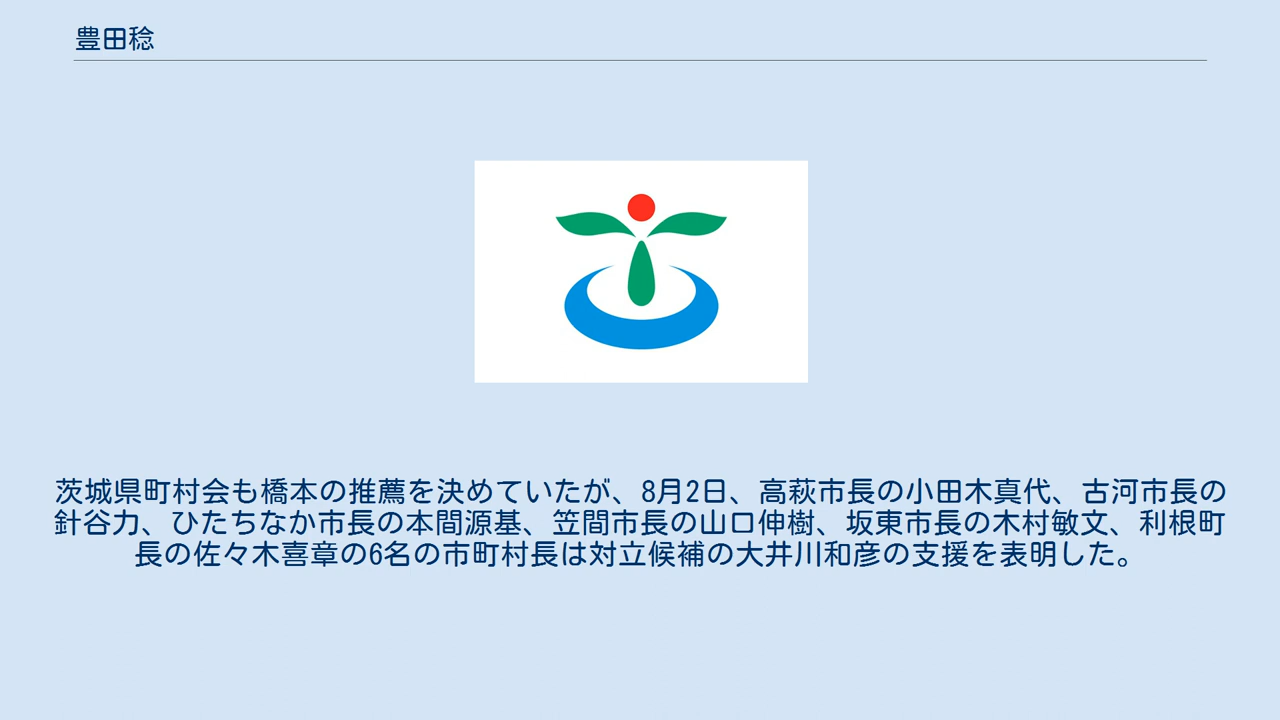 豊田稔
茨城県町村会も橋本の推薦を決めていたが、8月2日、高萩市長の小田木真代、古河市長の
針谷力、ひたちなか市長の本間源基、笠間市長の山口伸樹、坂東市長の木村敏文、利根町
長の佐々木喜章の6名の市町村長は対立候補の大井川和彦の支援を表明した。